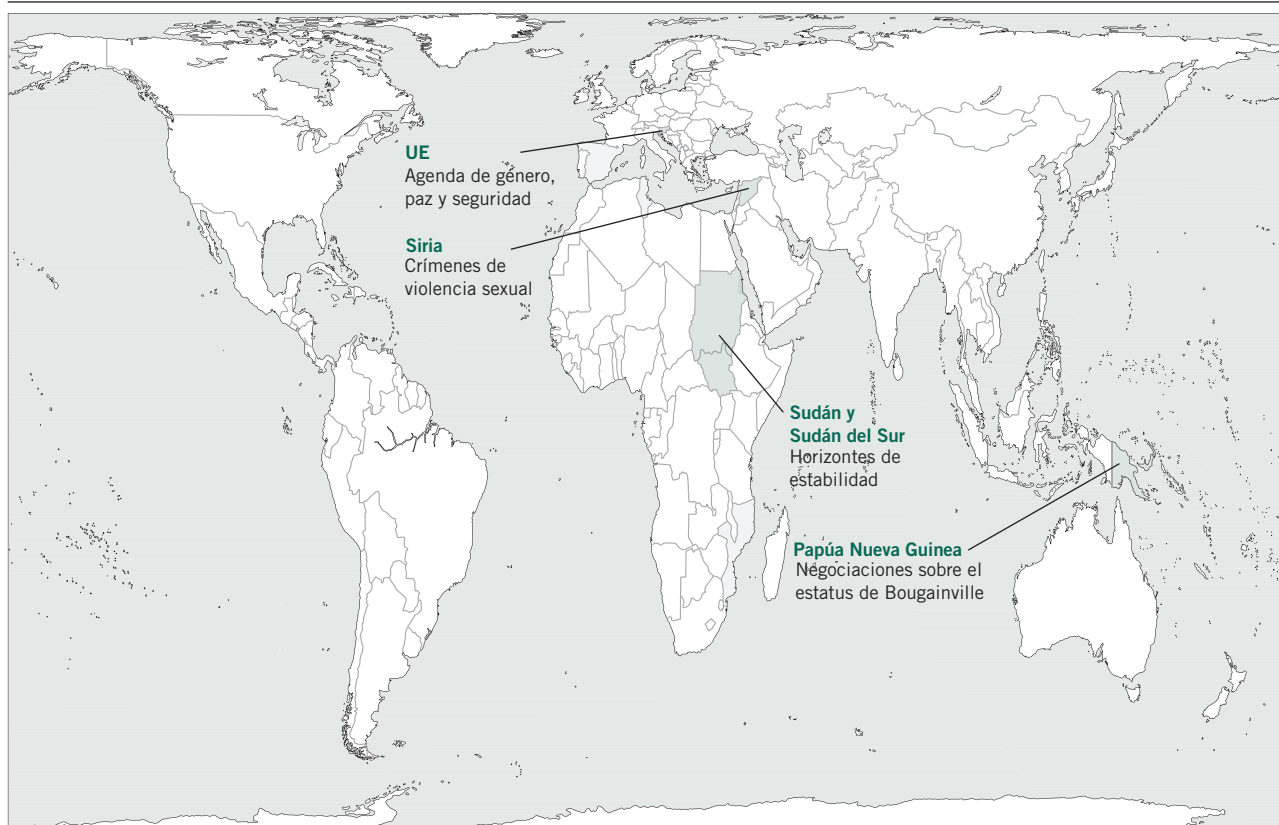 UE
Agenda de género,
paz y seguridad
Siria
Crímenes de
violencia sexual
Sudán y
Sudán del Sur
Horizontes de
estabilidad
Papúa Nueva Guinea
Negociaciones sobre el
estatus de Bougainville